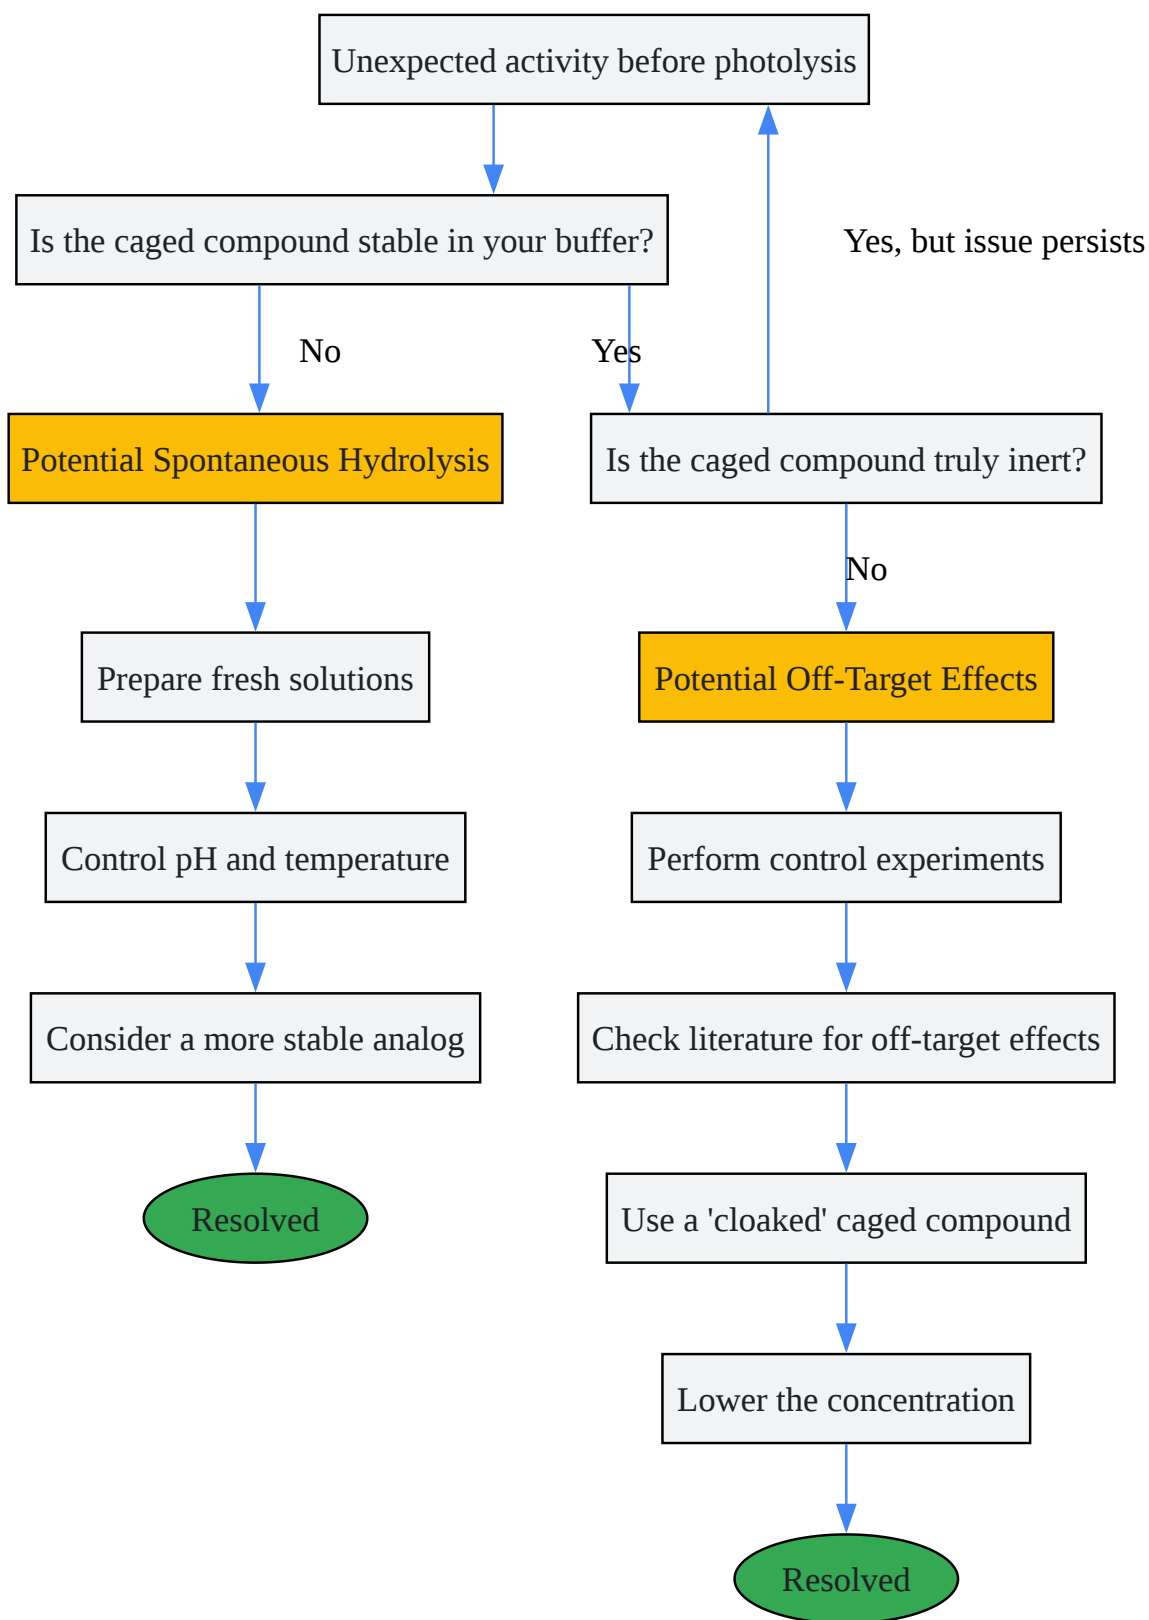 Unexpected activity before photolysis
Is the caged compound stable in your buffer?
Yes, but issue persists
No
Yes
Potential Spontaneous Hydrolysis
Is the caged compound truly inert?
No
Prepare fresh solutions
Potential Off-Target Effects
Control pH and temperature
Perform control experiments
Consider a more stable analog
Check literature for off-target effects
Resolved
Use a 'cloaked' caged compound
Lower the concentration
Resolved